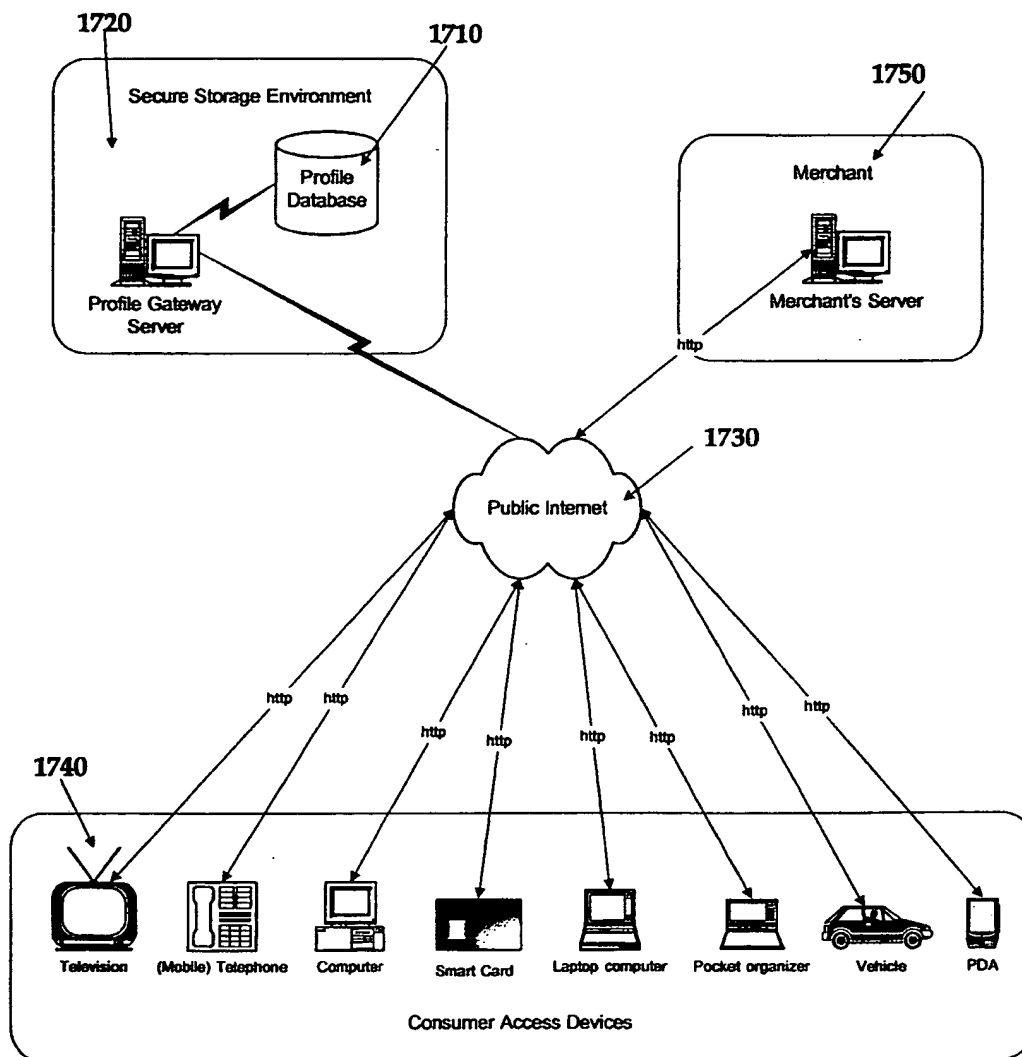 1720
1710
1750
Secure Storage Environment
Profile
Database
Profile Gateway
Server
Merchant
Merchant's Server
http
1730
Public Internet
http
http
http
http
http
http
http
http
1740
Television
(Mobile) Telephone
Computer
Smart Card
Laptop computer
Pocket organizer
Vehicle
PDA
Consumer Access Devices